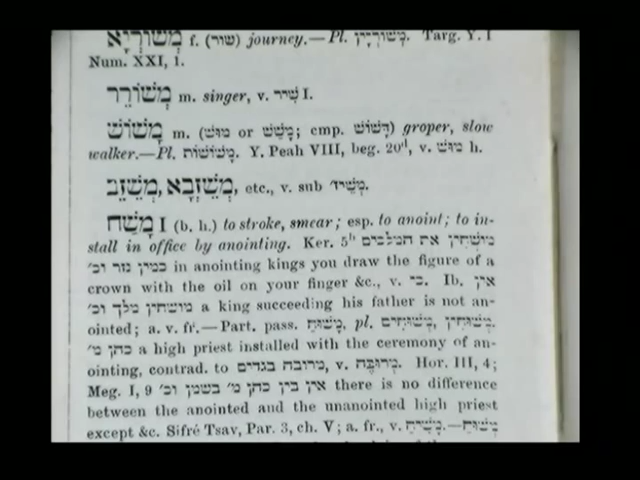 מְשׁוֹרֵיָא f. (שור) journey.—Pl. מְשׁוֹרְיָין. Targ. Y. I
Num. XXI, 1.
מְשׁוֹרֵר m. singer, v. שִׁיר I.
מָשׁוֹשׁ m. (מוּשׁ or מָשַׁשׁ; cmp. דָּשׁוֹשׁ) groper, slow
walker.—Pl. מָשׁוֹשׁוֹת. Y. Peah VIII, beg. 20d, v. מוּשׁ h.
מְשֵׁזֵב, מְשֵׁזְבָא, etc., v. sub מְשֵׁיז׳.
מָשַׁח I (b. h.) to stroke, smear; esp. to anoint; to in-
stall in office by anointing. Ker. 5b מושחין את המלכים
כמין נזר וכ׳ in anointing kings you draw the figure of a
crown with the oil on your finger &c., v. כִּי. Ib. אין
מושחין מלך וכ׳ a king succeeding his father is not an-
ointed; a. v. fr.—Part. pass. מָשׁוּחַ, pl. מְשׁוּחִים, מְשׁוּחִין.
כהן מ׳ a high priest installed with the ceremony of an-
ointing, contrad. to מרובה בגדים, v. מְרוּבֶּה. Hor. III, 4;
Meg. I, 9 אין בין כהן מ׳ בשמן וכ׳ there is no difference
between the anointed and the unanointed high priest
except &c. Sifré Tsav, Par. 3, ch. V; a. fr., v. מָשִׁיחַ.—